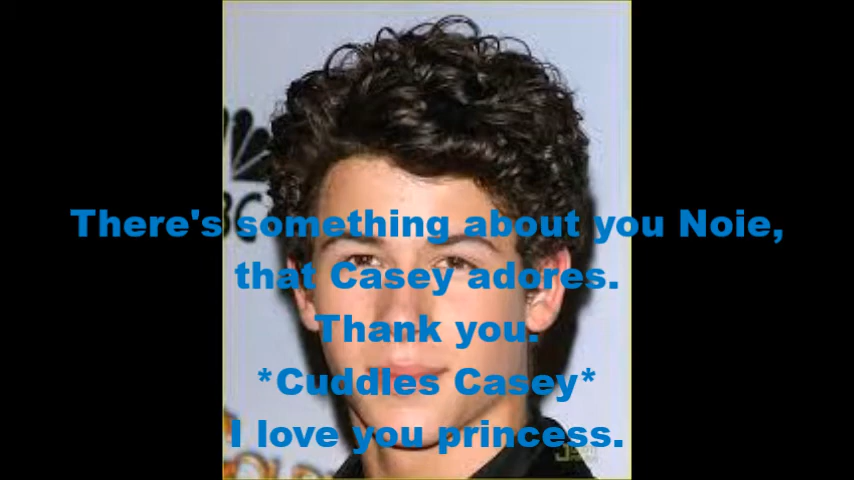 There's something about you Noie,
that Casey adores.
Thank you.
*Cuddles Casey*
I love you princess.